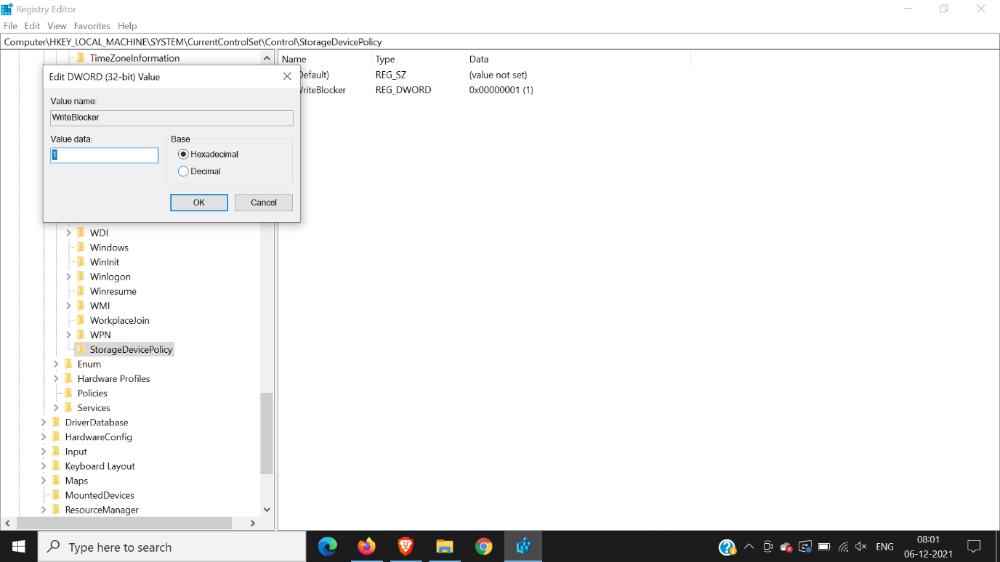 Registry Editor
File Edit View Favorites Help
Computer\HKEY_LOCAL_MACHINE\SYSTEM\CurrentControlSet\Control\StorageDevicePolicy
TimeZoneInformation
Name Type Data
Default) REG_SZ (value not set)
WriteBlocker REG_DWORD 0x00000001 (1)
Edit DWORD (32-bit) Value
Value name:
WriteBlocker
Value data:
1
Base
Hexadecimal
Decimal
OK Cancel
WDI
Windows
WinInit
Winlogon
Winresume
WMI
WorkplaceJoin
WPN
StorageDevicePolicy
Enum
Hardware Profiles
Policies
Services
DriverDatabase
HardwareConfig
Input
Keyboard Layout
Maps
MountedDevices
ResourceManager
Type here to search
ENG
08:01
06-12-2021